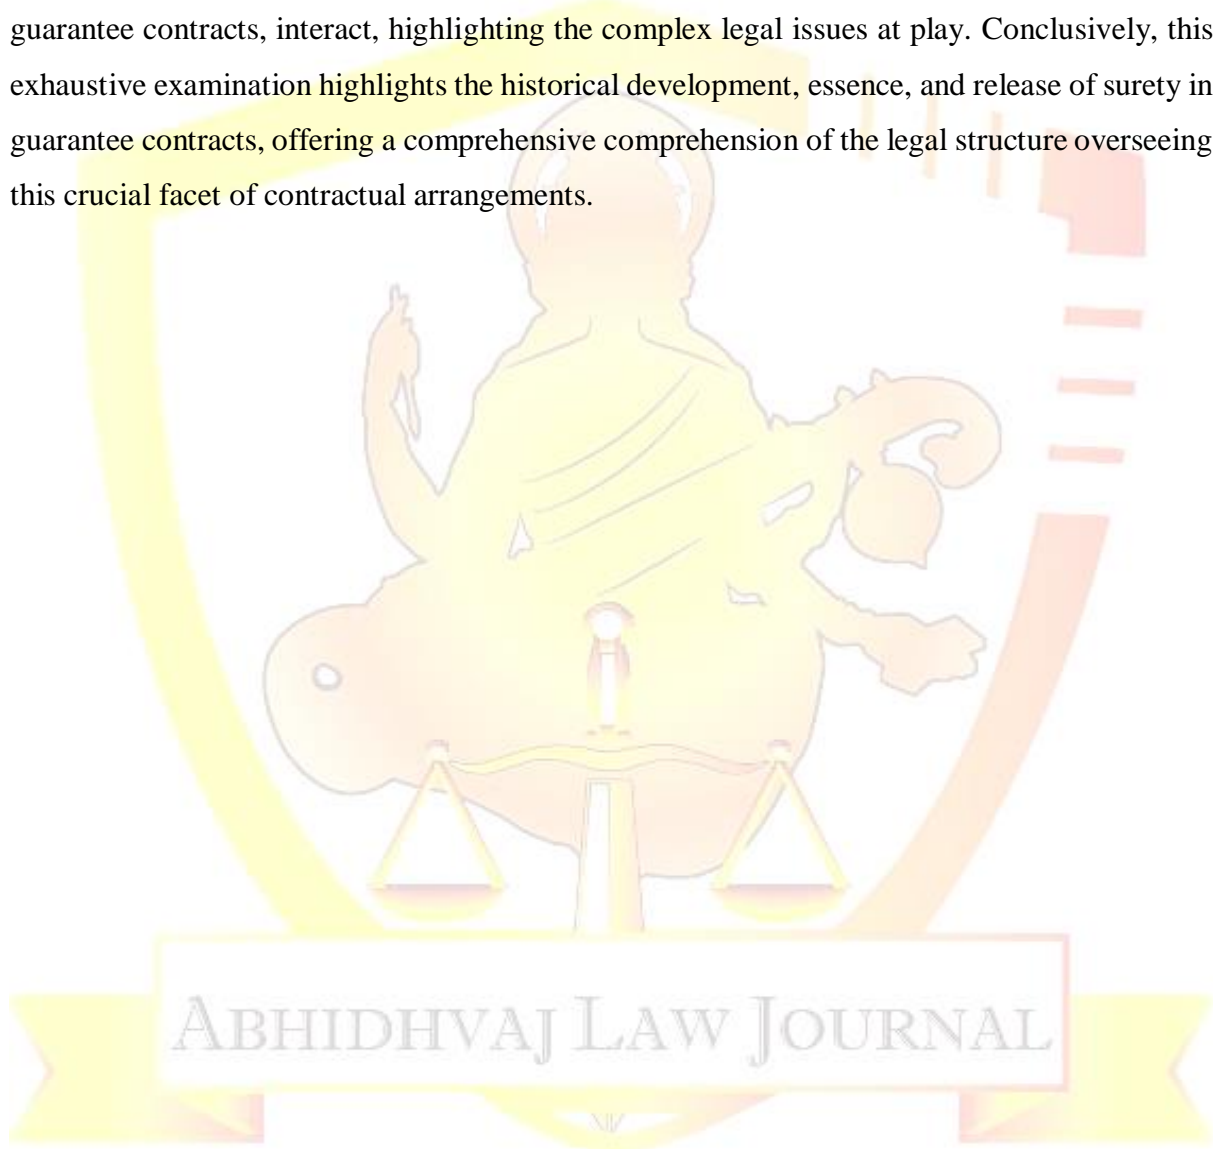 guarantee contracts, interact, highlighting the complex legal issues at play. Conclusively, this
exhaustive examination highlights the historical development, essence, and release of surety in
guarantee contracts, offering a comprehensive comprehension of the legal structure overseeing
this crucial facet of contractual arrangements.
ABHIDHVAJ LAW JOURNAL